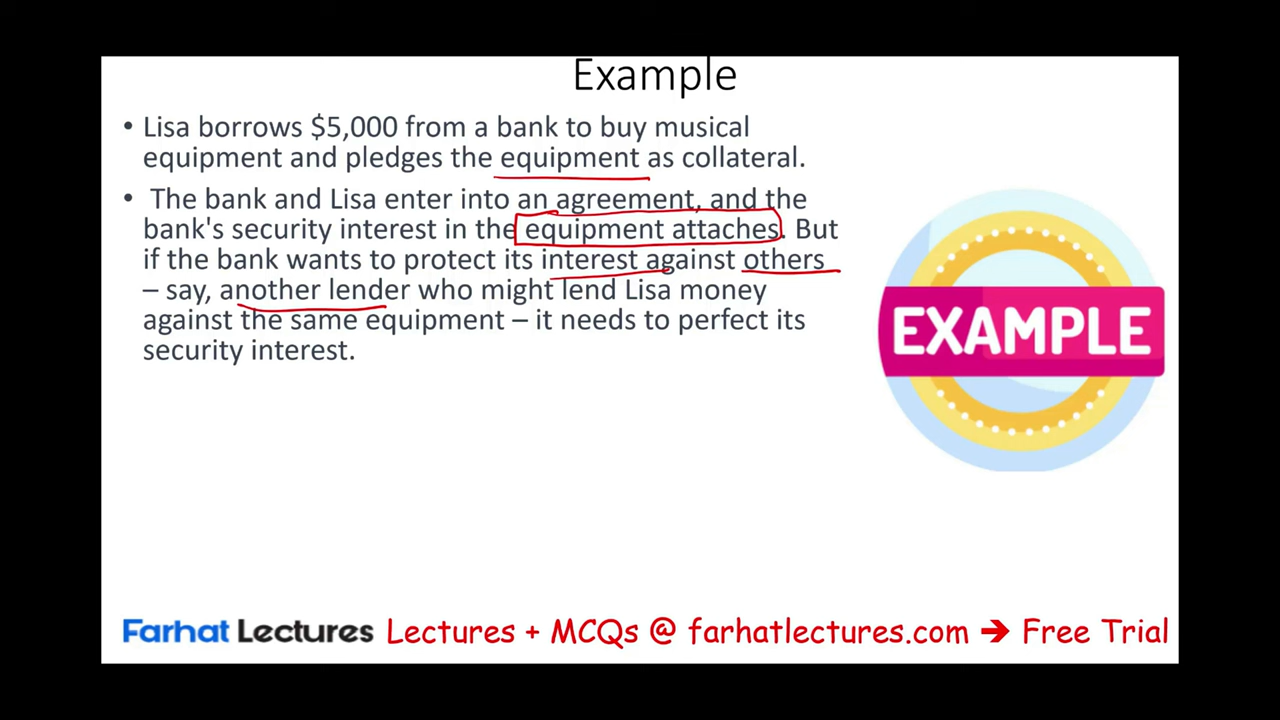 Example
• Lisa borrows $5,000 from a bank to buy musical
equipment and pledges the equipment as collateral.
• The bank and Lisa enter into an agreement, and the
bank's security interest in the equipment attaches. But
if the bank wants to protect its interest against others
– say, another lender who might lend Lisa money
against the same equipment – it needs to perfect its
security interest.
EXAMPLE
Farhat Lectures Lectures + MCQs @ farhatlectures.com ➔ Free Trial